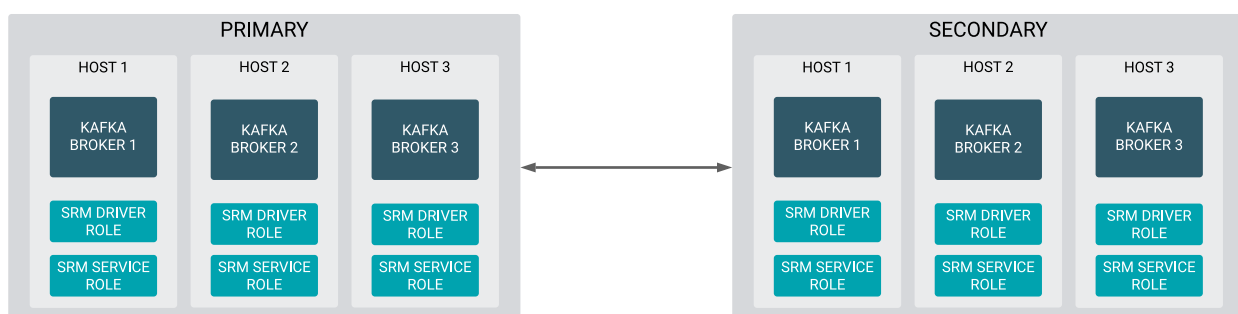 PRIMARY
HOST 1
KAFKA
BROKER 1
SRM DRIVER
ROLE
SRM SERVICE
ROLE
HOST 2
KAFKA
BROKER 2
SRM DRIVER
ROLE
SRM SERVICE
ROLE
HOST 3
KAFKA
BROKER 3
SRM DRIVER
ROLE
SRM SERVICE
ROLE
SECONDARY
HOST 1
KAFKA
BROKER 1
SRM DRIVER
ROLE
SRM SERVICE
ROLE
HOST 2
KAFKA
BROKER 2
SRM DRIVER
ROLE
SRM SERVICE
ROLE
HOST 3
KAFKA
BROKER 3
SRM DRIVER
ROLE
SRM SERVICE
ROLE